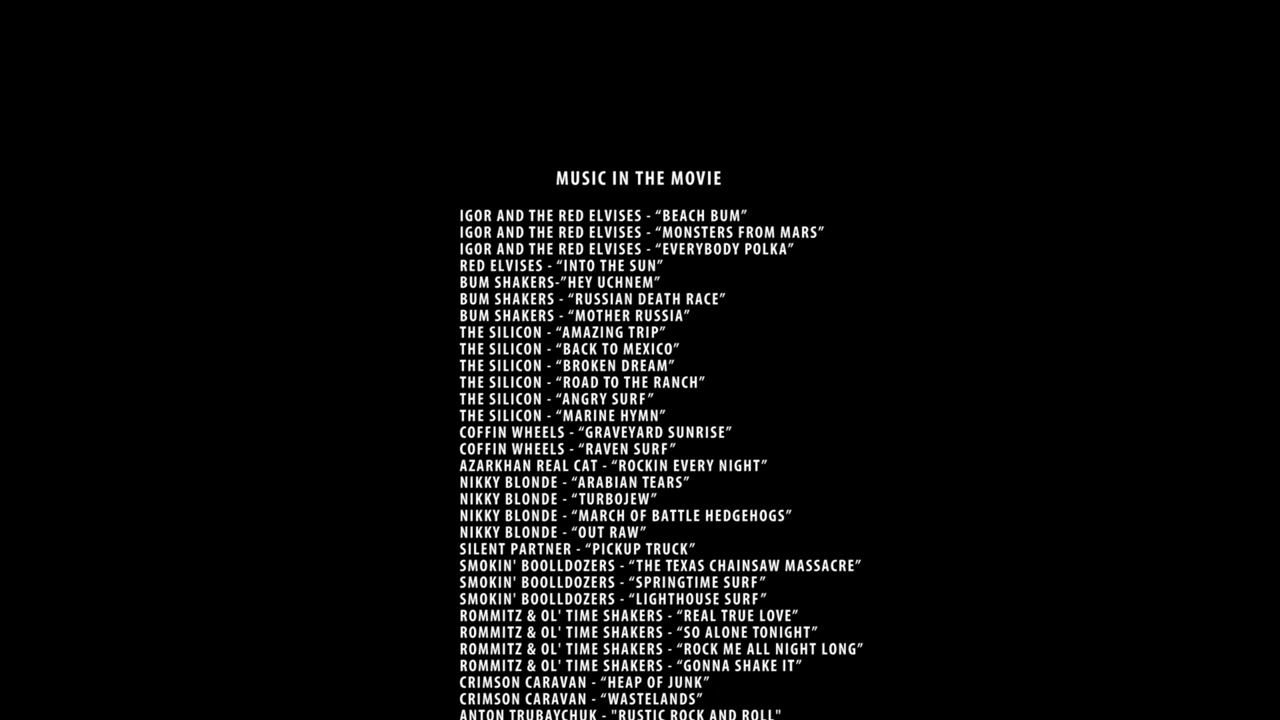 MUSIC IN THE MOVIE
IGOR AND THE RED ELVISES - “BEACH BUM”
IGOR AND THE RED ELVISES - “MONSTERS FROM MARS”
IGOR AND THE RED ELVISES - “EVERYBODY POLKA”
RED ELVISES - “INTO THE SUN”
BUM SHAKERS-”HEY UCHNEM”
BUM SHAKERS - “RUSSIAN DEATH RACE”
BUM SHAKERS - “MOTHER RUSSIA”
THE SILICON - “AMAZING TRIP”
THE SILICON - “BACK TO MEXICO”
THE SILICON - “BROKEN DREAM”
THE SILICON - “ROAD TO THE RANCH”
THE SILICON - “ANGRY SURF”
THE SILICON - “MARINE HYMN”
COFFIN WHEELS - “GRAVEYARD SUNRISE”
COFFIN WHEELS - “RAVEN SURF”
AZARKHAN REAL CAT - “ROCKIN EVERY NIGHT”
NIKKY BLONDE - “ARABIAN TEARS”
NIKKY BLONDE - “TURBOJEW”
NIKKY BLONDE - “MARCH OF BATTLE HEDGEHOGS”
NIKKY BLONDE - “OUT RAW”
SILENT PARTNER - “PICKUP TRUCK”
SMOKIN' BOOLLDOZERS - “THE TEXAS CHAINSAW MASSACRE”
SMOKIN' BOOLLDOZERS - “SPRINGTIME SURF”
SMOKIN' BOOLLDOZERS - “LIGHTHOUSE SURF”
ROMMITZ & OL' TIME SHAKERS - “REAL TRUE LOVE”
ROMMITZ & OL' TIME SHAKERS - “SO ALONE TONIGHT”
ROMMITZ & OL' TIME SHAKERS - “ROCK ME ALL NIGHT LONG”
ROMMITZ & OL' TIME SHAKERS - “GONNA SHAKE IT”
CRIMSON CARAVAN - “HEAP OF JUNK”
CRIMSON CARAVAN - “WASTELANDS”
ANTON TRUBAYCHUK - "RUSTIC ROCK AND ROLL"